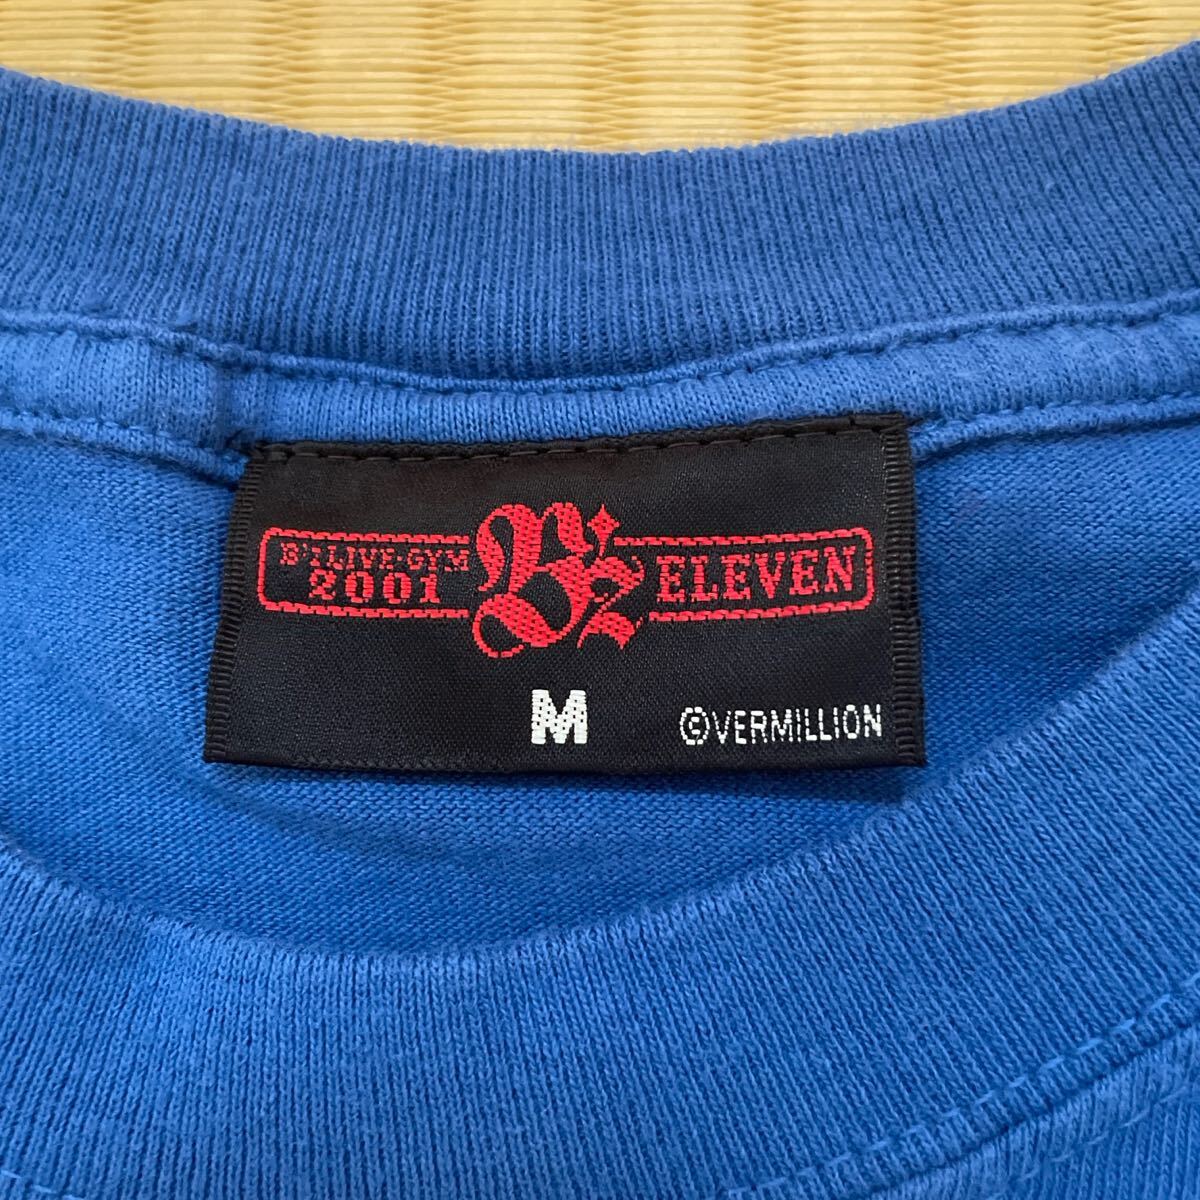 B'z LIVE-GYM
2001
B'z
ELEVEN
M
©VERMILLION